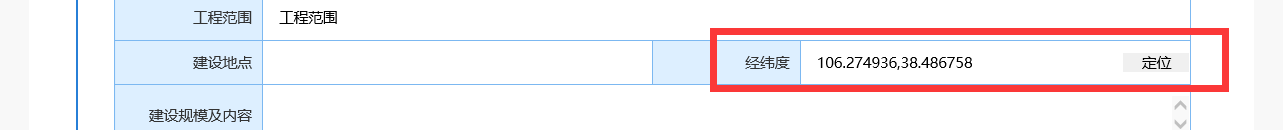 工程范围 工程范围
建设地点 经纬度 106.274936,38.486758 定位
建设规模及内容